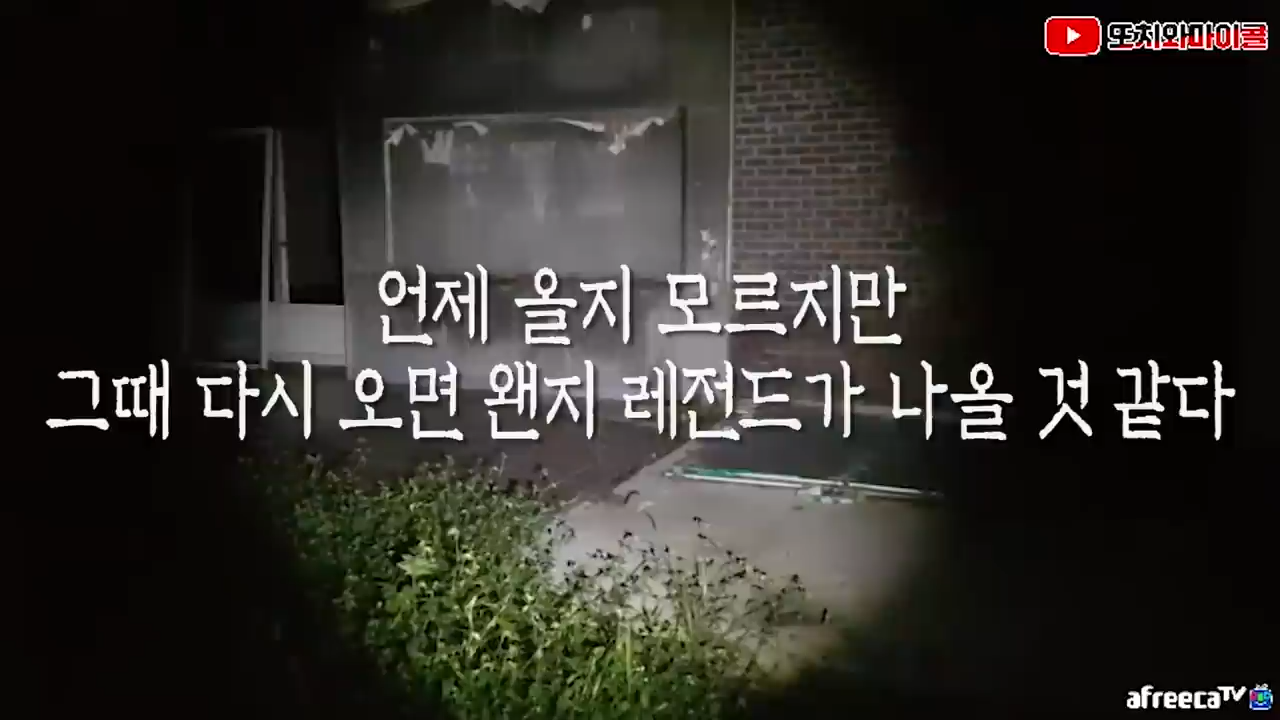 또치와마이콜
언제 올지 모르지만
그때 다시 오면 왠지 레전드가 나올 것 같다
afreecaTV